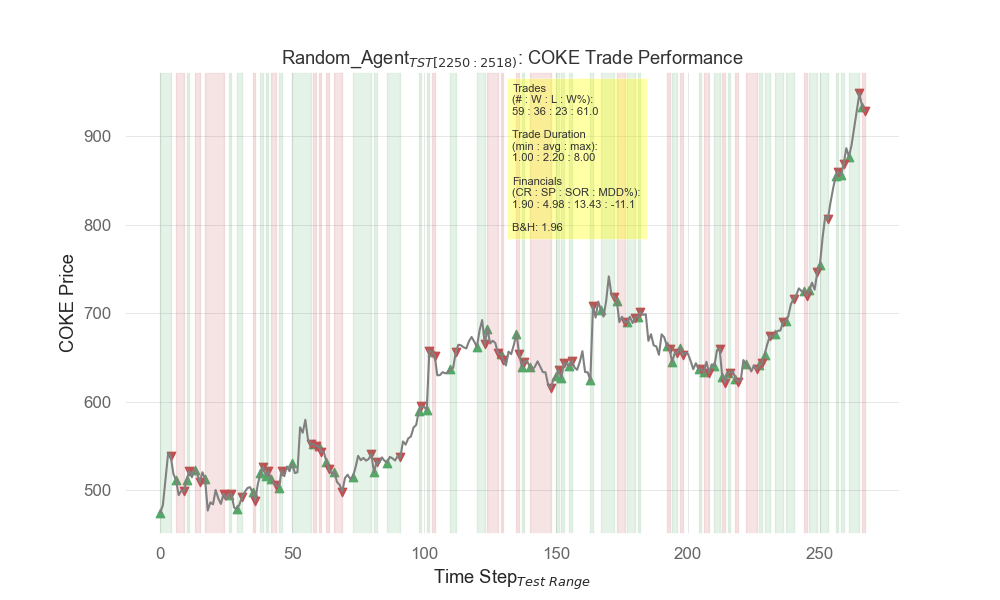 Random_Agent TST[2250:2518): COKE Trade Performance
Trades
(# : W : L : W%):
59 : 36 : 23 : 61.0
Trade Duration
(min : avg : max):
1.00 : 2.20 : 8.00
Financials
(CR : SP : SOR : MDD%):
1.90 : 4.98 : 13.43 : -11.1
B&H: 1.96
900
800
700
600
500
COKE Price
0 50 100 150 200 250
Time Step Test Range